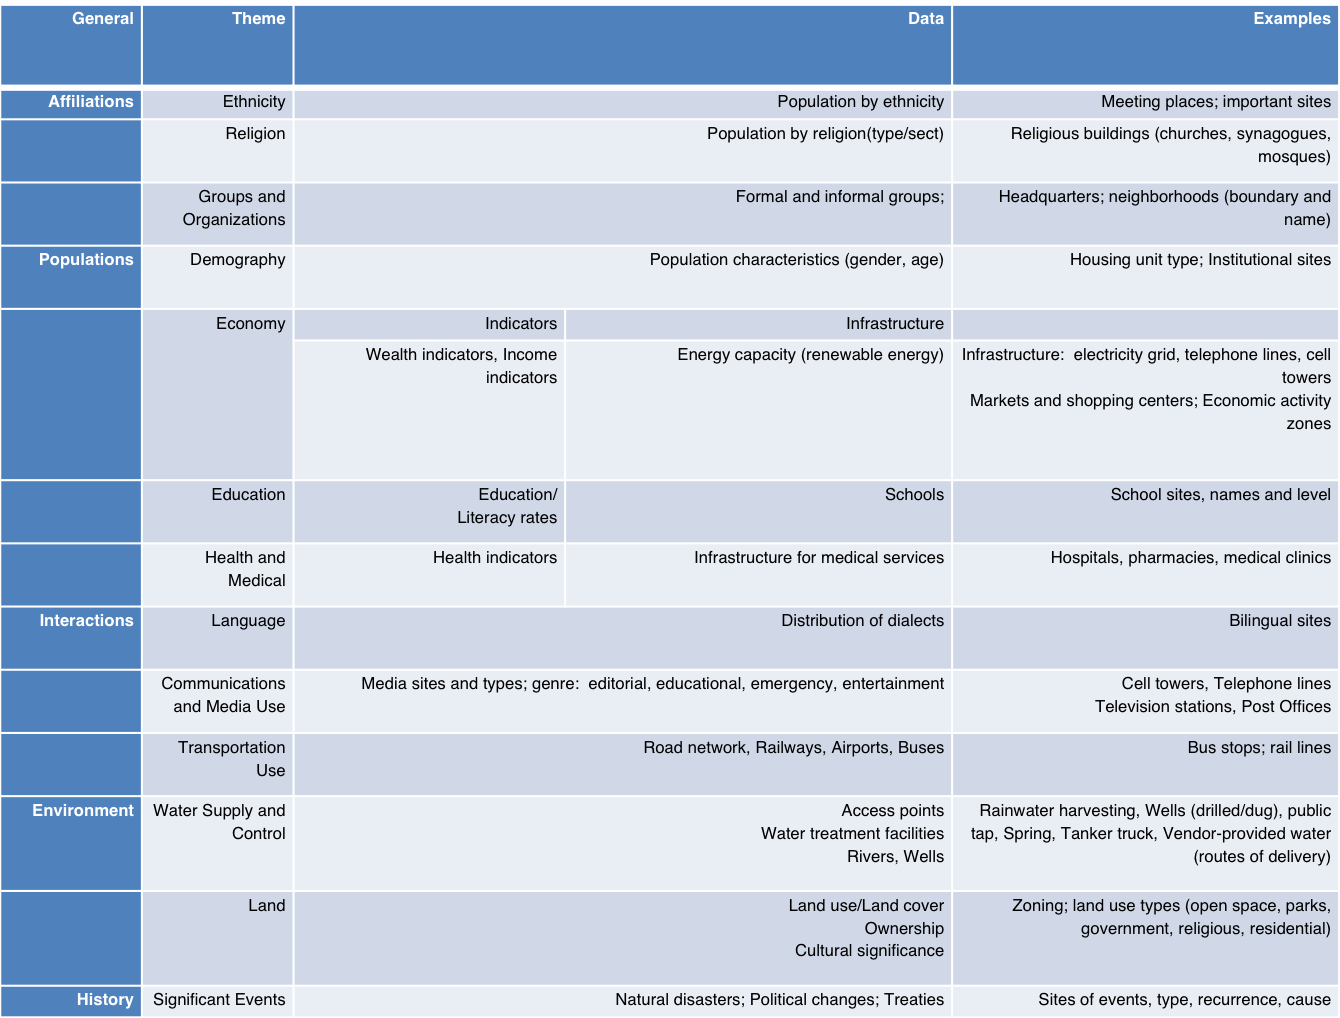 General Theme Data Examples
Affiliations Ethnicity Population by ethnicity Meeting places; important sites
Religion Population by religion(type/sect) Religious buildings (churches, synagogues,
mosques)
Groups and Formal and informal groups; Headquarters; neighborhoods (boundary and
Organizations name)
Populations Demography Population characteristics (gender, age) Housing unit type; Institutional sites
Economy Indicators Infrastructure
Wealth indicators, Income Energy capacity (renewable energy) Infrastructure:  electricity grid, telephone lines, cell
indicators towers
Markets and shopping centers; Economic activity
zones
Education Education/ Schools School sites, names and level
Literacy rates
Health and Health indicators Infrastructure for medical services Hospitals, pharmacies, medical clinics
Medical
Interactions Language Distribution of dialects Bilingual sites
Communications Media sites and types; genre:  editorial, educational, emergency, entertainment Cell towers, Telephone lines
and Media Use Television stations, Post Offices
Transportation Road network, Railways, Airports, Buses Bus stops; rail lines
Use
Environment Water Supply and Access points Rainwater harvesting, Wells (drilled/dug), public
Control Water treatment facilities tap, Spring, Tanker truck, Vendor-provided water
Rivers, Wells (routes of delivery)
Land Land use/Land cover Zoning; land use types (open space, parks,
Ownership government, religious, residential)
Cultural significance
History Significant Events Natural disasters; Political changes; Treaties Sites of events, type, recurrence, cause